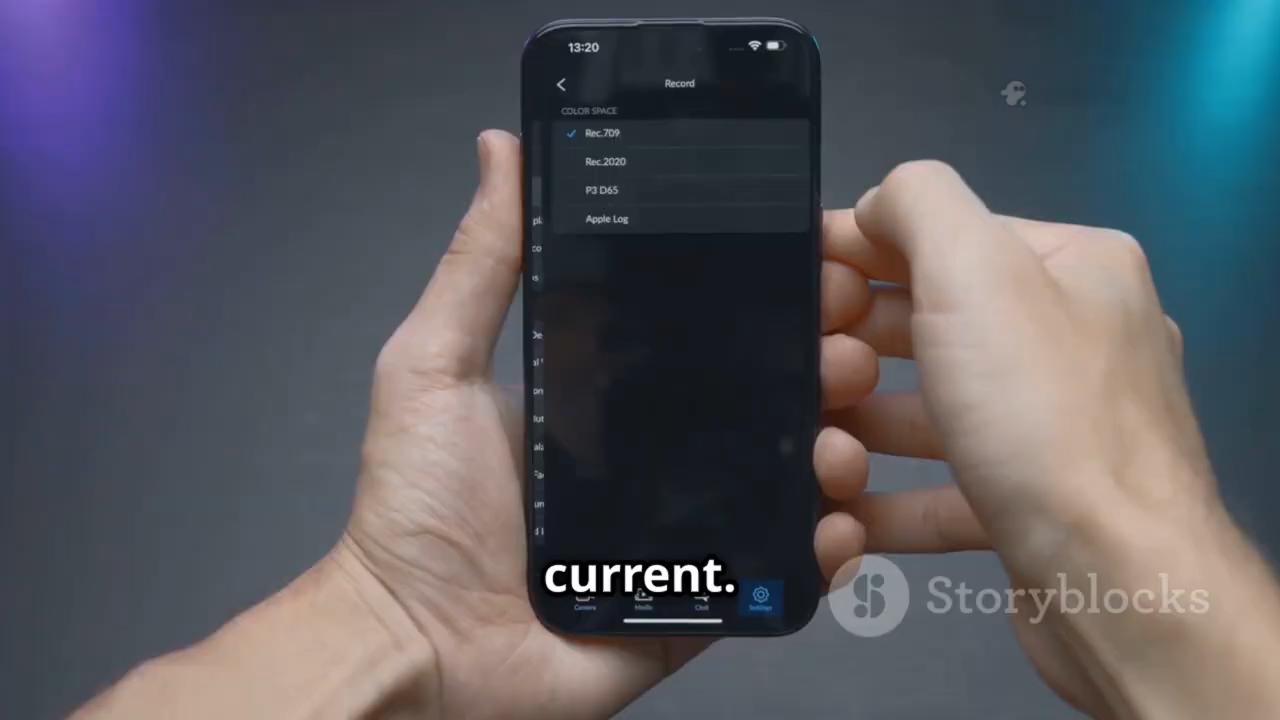 13:20
Record
COLOR SPACE
Rec.709
Rec.2020
P3 D65
Apple Log
current.
Camera
Media
Chat
Settings
Storyblocks